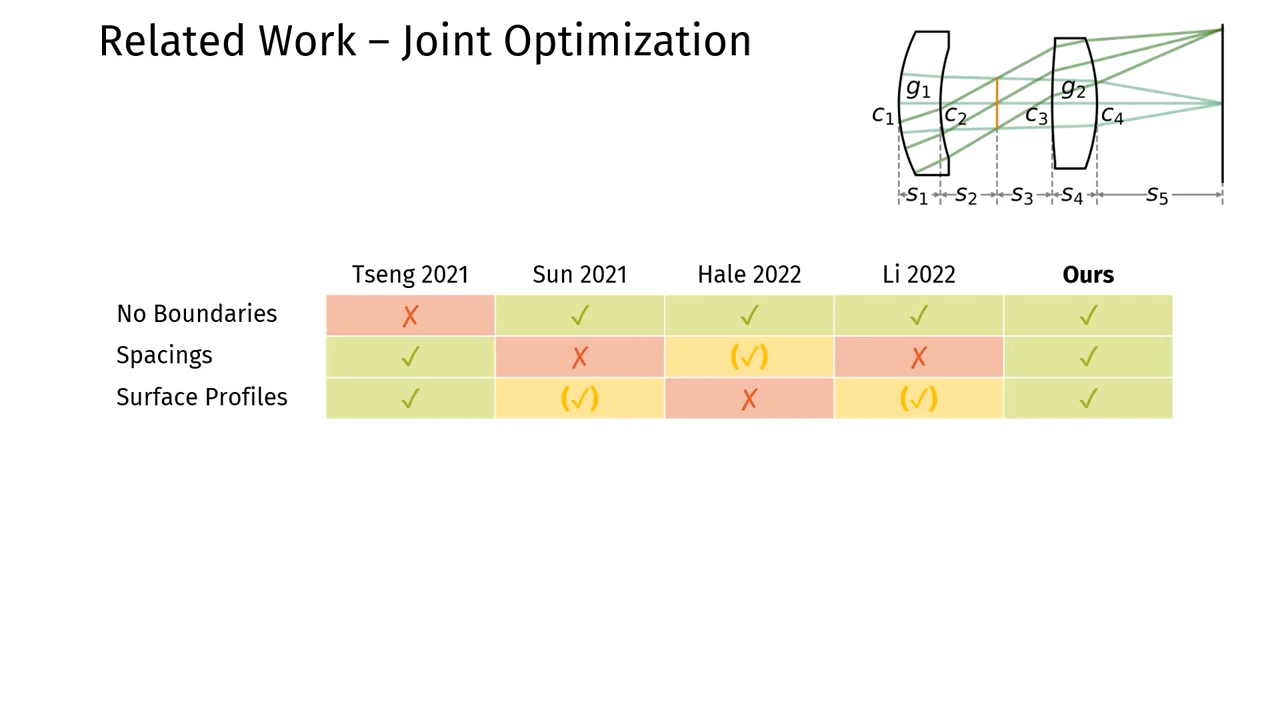 Related Work – Joint Optimization
g1 g2
c1 c2 c3 c4
s1 s2 s3 s4 s5
Tseng 2021 Sun 2021 Hale 2022 Li 2022 Ours
No Boundaries ✗ ✓ ✓ ✓ ✓
Spacings ✓ ✗ (✓) ✗ ✓
Surface Profiles ✓ (✓) ✗ (✓) ✓